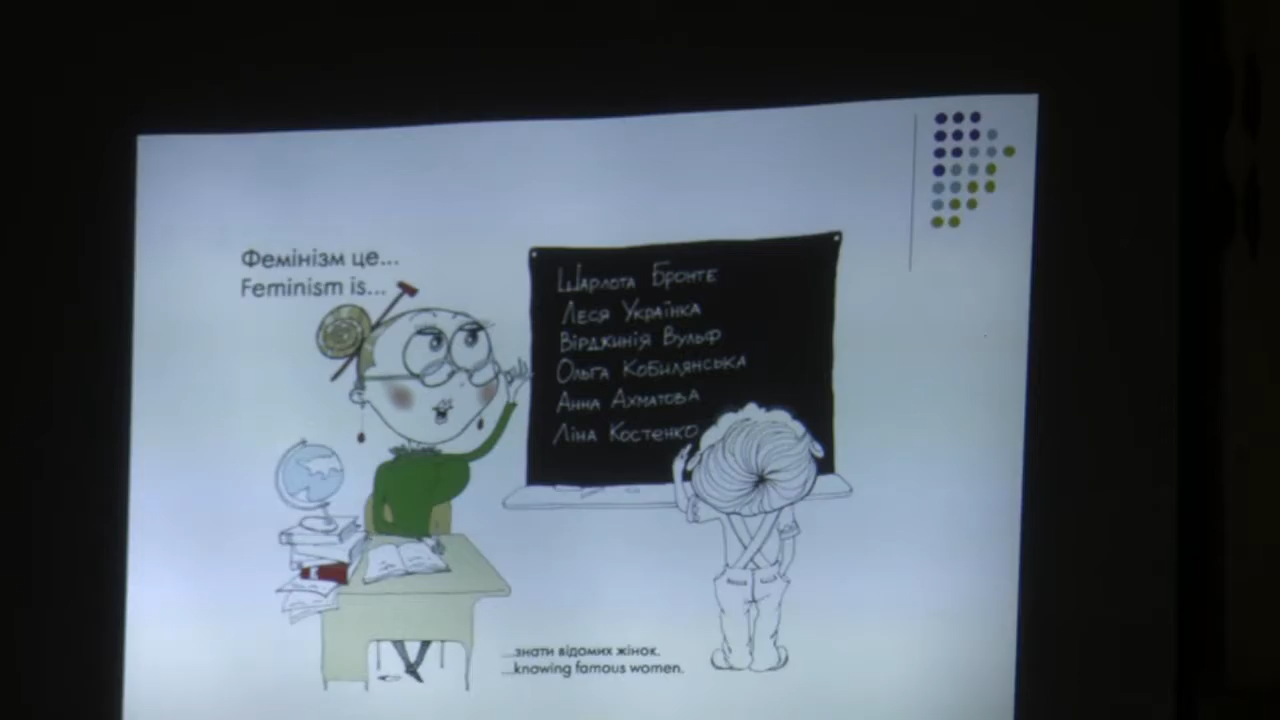 Фемінізм це...
Feminism is...
Шарлота Бронте
Леся Українка
Вірджинія Вульф
Ольга Кобилянська
Анна Ахматова
Ліна Костенко
...знати відомих жінок.
...knowing famous women.